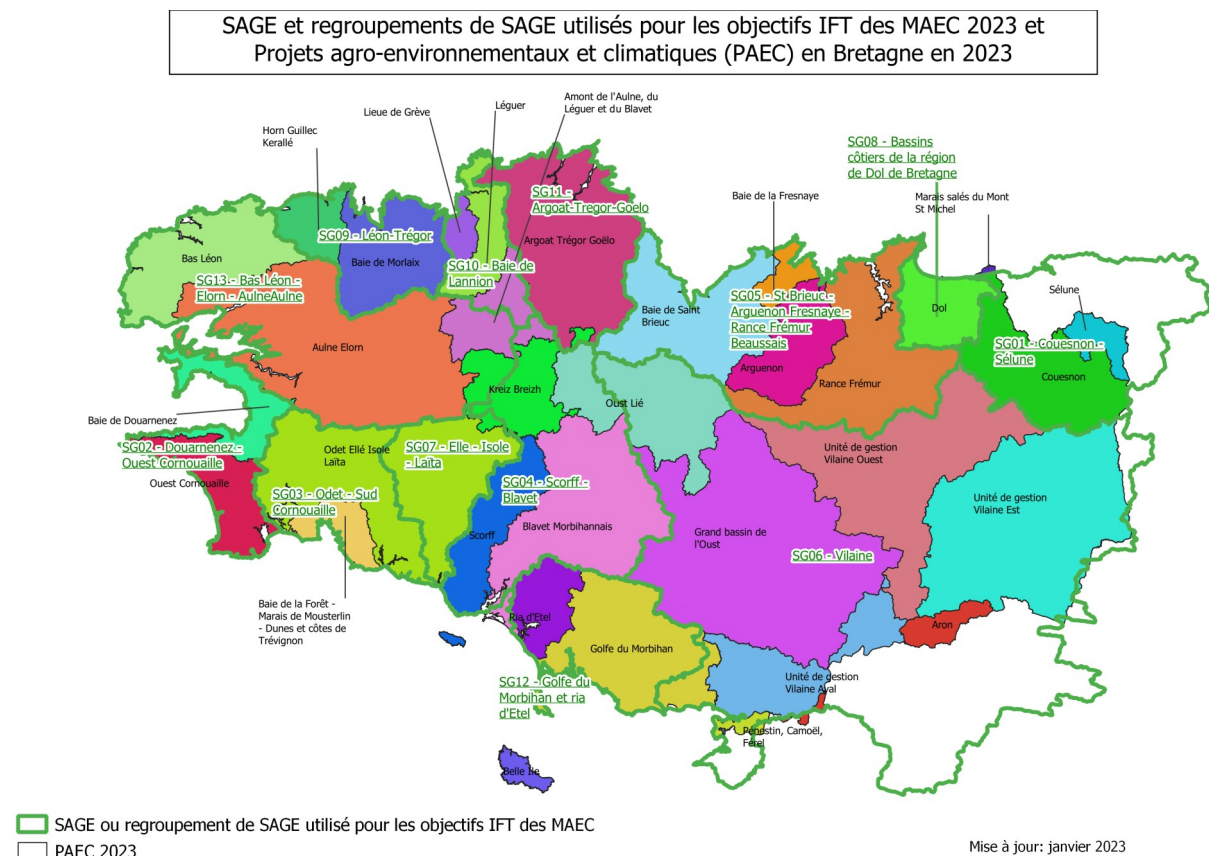 SAGE et regroupements de SAGE utilisés pour les objectifs IFT des MAEC 2023 et
Projets agro-environnementaux et climatiques (PAEC) en Bretagne en 2023
Amont de l'Aulne, du
Léguer et du Blavet
Léguer
Lieue de Grève
Horn Guillec
Kerallé
SG08 - Bassins
côtiers de la région
de Dol de Bretagne
Baie de la Fresnaye
Marais salés du Mont
St Michel
SG11 -
Argoat-Tregor-Goelo
Argoat Trégor Goëlo
SG09 - Léon-Trégor
Baie de Morlaix
Bas Léon
SG10 - Baie de
Lannion
SG13 - Bas Léon -
Elorn - AulneAulne
Aulne Elorn
Baie de Saint
Brieuc
SG05 - St Brieuc -
Arguenon Fresnaye -
Rance Frémur
Beaussais
Arguenon
Rance Frémur
Dol
Sélune
SG01 - Couesnon -
Sélune
Couesnon
Kreiz Breizh
Oust Lié
Baie de Douarnenez
SG02 - Douarnenez -
Ouest Cornouaille
Ouest Cornouaille
Odet Ellé Isole
Laïta
SG07 - Elle - Isole
- Laïta
SG03 - Odet - Sud
Cornouaille
SG04 - Scorff -
Blavet
Scorff
Blavet Morbihannais
Unité de gestion
Vilaine Ouest
Unité de gestion
Vilaine Est
Grand bassin de
l'Oust
SG06 - Vilaine
Baie de la Forêt -
Marais de Mousterlin
- Dunes et côtes de
Trévignon
Ria d'Etel
Golfe du Morbihan
Aron
SG12 - Golfe du
Morbihan et ria
d'Etel
Unité de gestion
Vilaine Aval
Pénestin, Camoël,
Férel
Belle Ile
SAGE ou regroupement de SAGE utilisé pour les objectifs IFT des MAEC
PAEC 2023
Mise à jour: janvier 2023